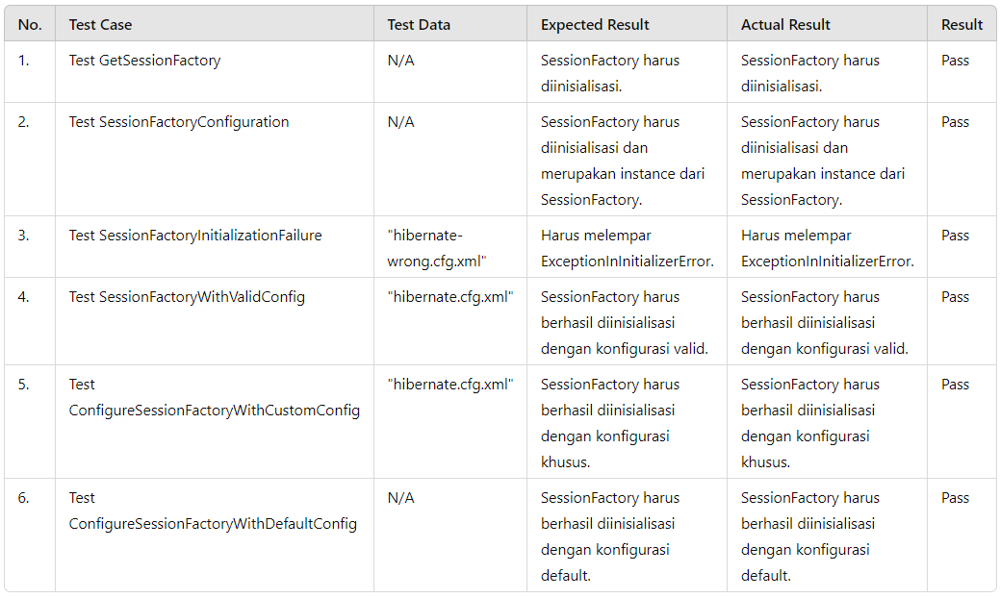 No. Test Case Test Data Expected Result Actual Result Result
1. Test GetSessionFactory N/A SessionFactory harus SessionFactory harus Pass
diinisialisasi. diinisialisasi.
2. Test SessionFactoryConfiguration N/A SessionFactory harus SessionFactory harus Pass
diinisialisasi dan diinisialisasi dan
merupakan instance dari merupakan instance dari
SessionFactory. SessionFactory.
3. Test SessionFactoryInitializationFailure "hibernate- Harus melempar Harus melempar Pass
wrong.cfg.xml" ExceptionInInitializerError. ExceptionInInitializerError.
4. Test SessionFactoryWithValidConfig "hibernate.cfg.xml" SessionFactory harus SessionFactory harus Pass
berhasil diinisialisasi berhasil diinisialisasi
dengan konfigurasi valid. dengan konfigurasi valid.
5. Test "hibernate.cfg.xml" SessionFactory harus SessionFactory harus Pass
ConfigureSessionFactoryWithCustomConfig berhasil diinisialisasi berhasil diinisialisasi
dengan konfigurasi dengan konfigurasi
khusus. khusus.
6. Test N/A SessionFactory harus SessionFactory harus Pass
ConfigureSessionFactoryWithDefaultConfig berhasil diinisialisasi berhasil diinisialisasi
dengan konfigurasi dengan konfigurasi
default. default.